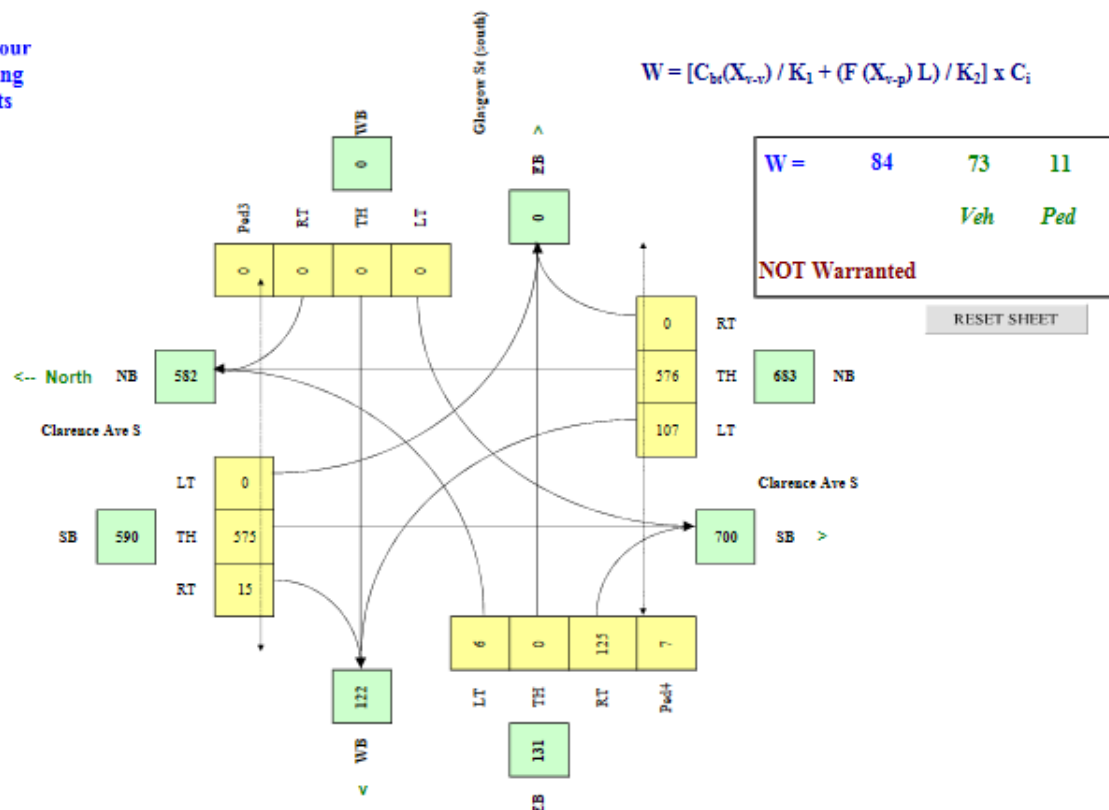 our
ing
ts
Glasgow St (south)
W = [Cbt(Xv-v) / K1 + (F (Xv-p) L) / K2] x Ci
WB
0
>
EB
0
W = 84 73 11
Veh Ped
NOT Warranted
RESET SHEET
Ped3 RT TH LT
0 0 0 0
0 RT
<-- North NB 582
576 TH 683 NB
107 LT
Clarence Ave S
LT 0
Clarence Ave S
SB 590 TH 575
700 SB >
RT 15
6 0 125 7
LT TH RT Ped4
122
WB
<
131
EB